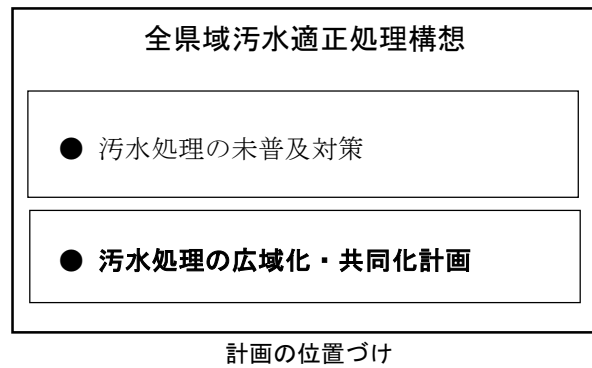 全県域汚水適正処理構想
● 汚水処理の未普及対策
● 汚水処理の広域化・共同化計画
計画の位置づけ